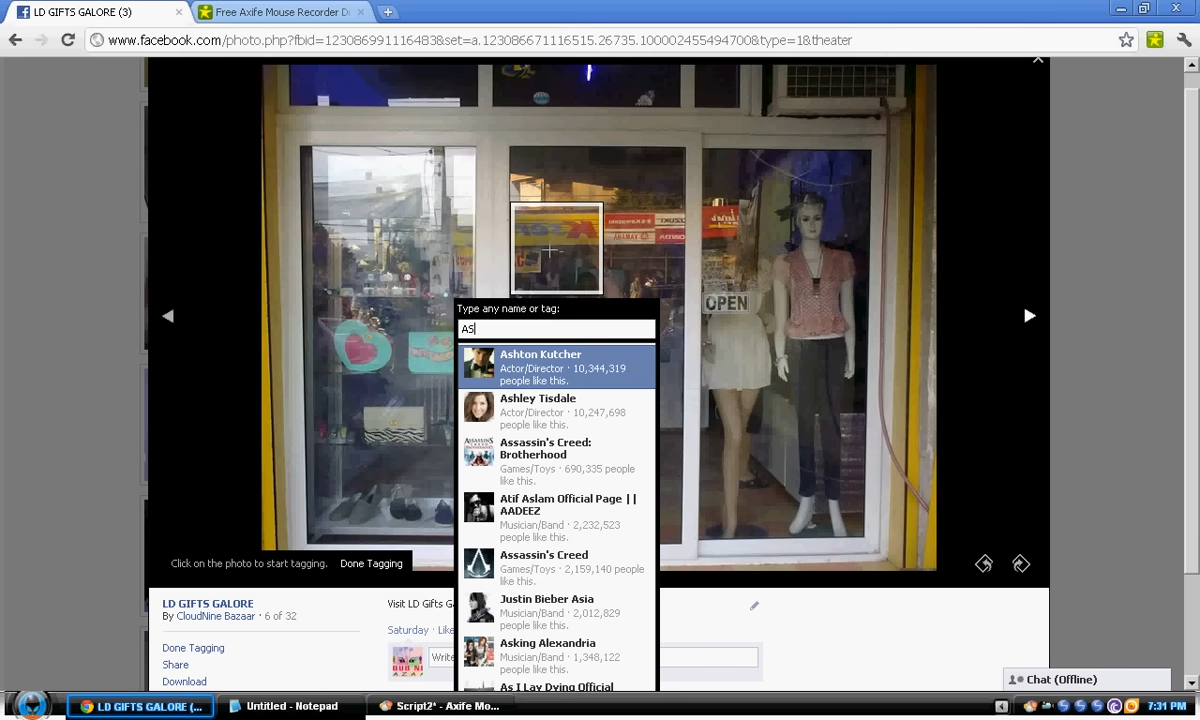 LD GIFTS GALORE (3)
Free Axife Mouse Recorder D
www.facebook.com/photo.php?fbid=123086991116483&set=a.123086671116515.26735.100002455494700&type=1&theater
OPEN
Type any name or tag:
AS
Ashton Kutcher
Actor/Director · 10,344,319
people like this.
Ashley Tisdale
Actor/Director · 10,247,698
people like this.
Assassin's Creed:
Brotherhood
Games/Toys · 690,335 people
like this.
Atif Aslam Official Page ||
AADEEZ
Musician/Band · 2,232,523
people like this.
Assassin's Creed
Games/Toys · 2,159,140 people
like this.
Justin Bieber Asia
Musician/Band · 2,012,829
people like this.
Asking Alexandria
Musician/Band · 1,348,122
people like this.
As I Lay Dying Official
Click on the photo to start tagging. Done Tagging
LD GIFTS GALORE
By CloudNine Bazaar · 6 of 32
Done Tagging
Share
Download
Visit LD Gifts G
Saturday · Like
Write
Chat (Offline)
LD GIFTS GALORE (...
Untitled - Notepad
Script2* - Axife Mo...
7:31 PM